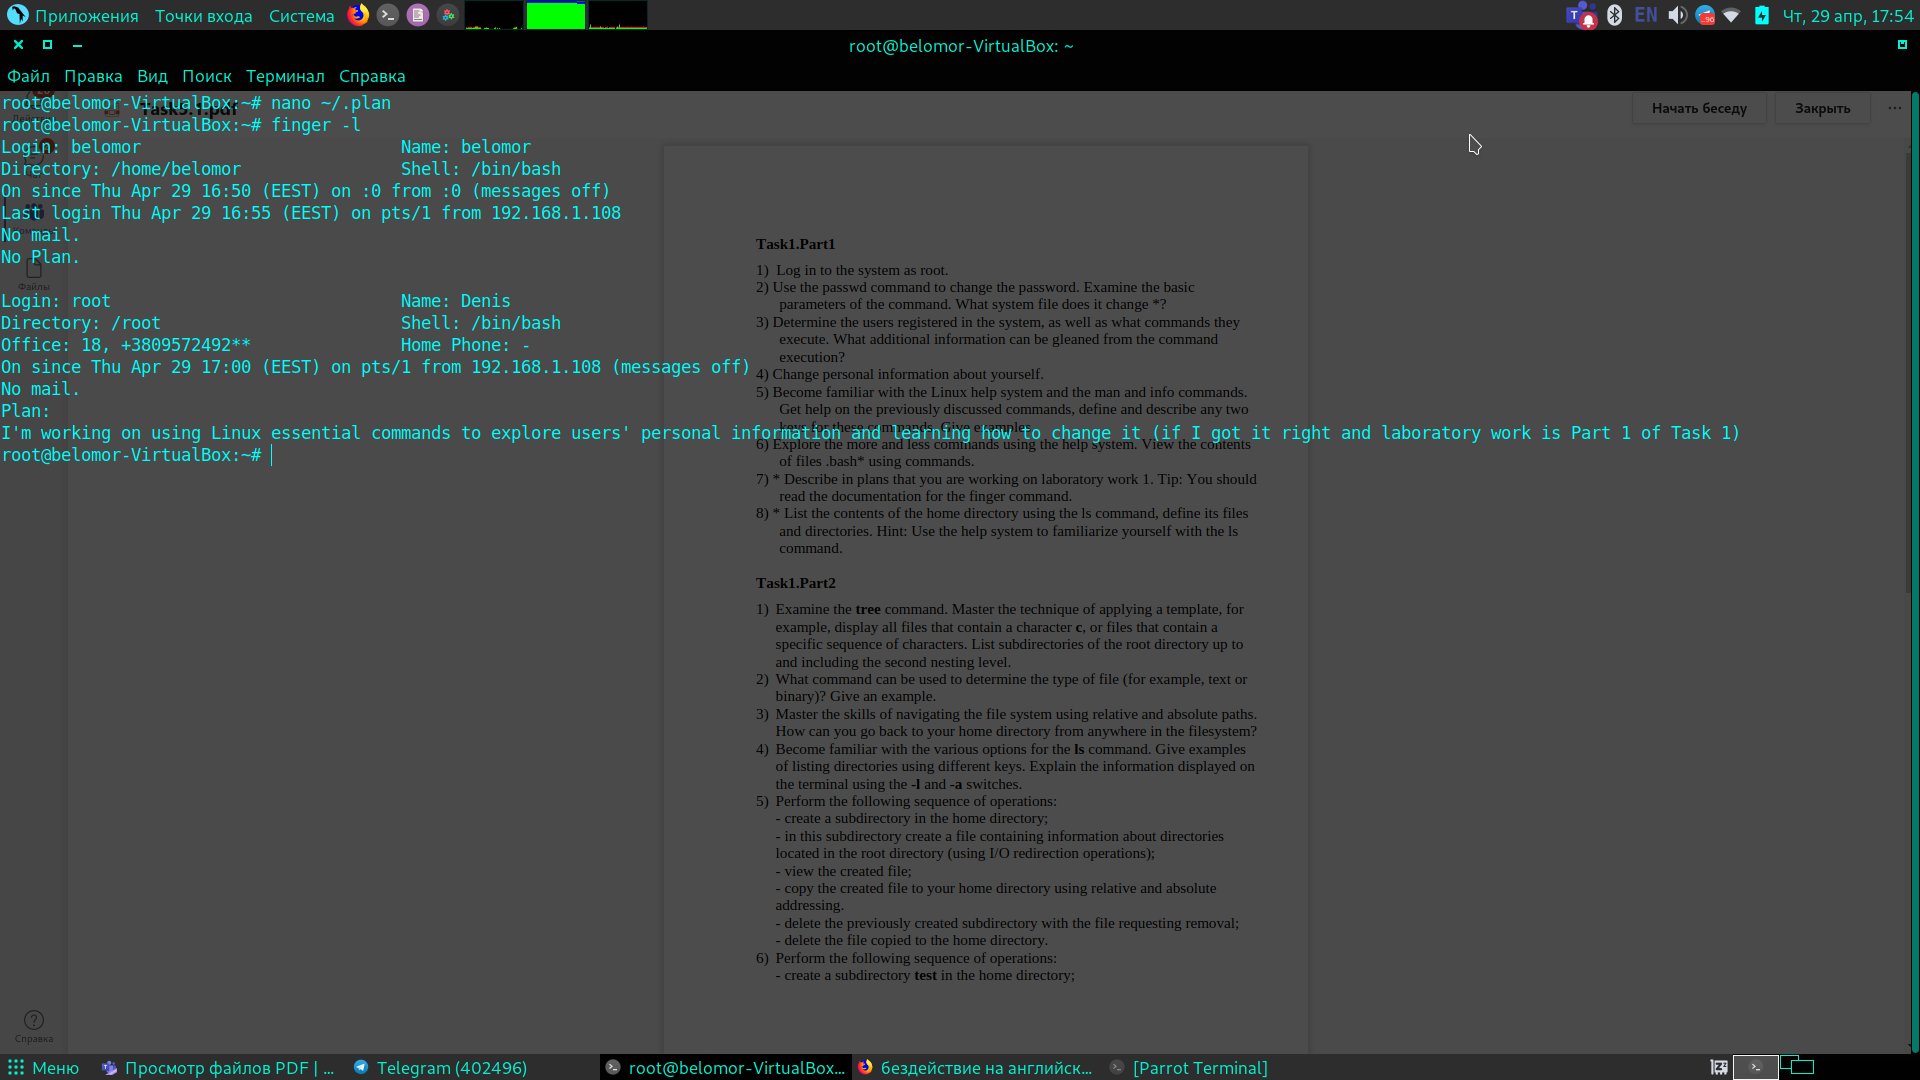 Приложения Точки входа Система EN Чт, 29 апр, 17:54
root@belomor-VirtualBox: ~
Файл Правка Вид Поиск Терминал Справка
root@belomor-VirtualBox:~# nano ~/.plan
Task5.1.pdf
Начать беседу Закрыть ...
root@belomor-VirtualBox:~# finger -l
Login: belomor Name: belomor
Directory: /home/belomor Shell: /bin/bash
On since Thu Apr 29 16:50 (EEST) on :0 from :0 (messages off)
Last login Thu Apr 29 16:55 (EEST) on pts/1 from 192.168.1.108
No mail.
No Plan.
Файлы
Login: root Name: Denis
Directory: /root Shell: /bin/bash
Office: 18, +3809572492** Home Phone: -
On since Thu Apr 29 17:00 (EEST) on pts/1 from 192.168.1.108 (messages off)
No mail.
Plan:
I'm working on using Linux essential commands to explore users' personal information and learning how to change it (if I got it right and laboratory work is Part 1 of Task 1)
root@belomor-VirtualBox:~#
Task1.Part1
1) Log in to the system as root.
2) Use the passwd command to change the password. Examine the basic
parameters of the command. What system file does it change *?
3) Determine the users registered in the system, as well as what commands they
execute. What additional information can be gleaned from the command
execution?
4) Change personal information about yourself.
5) Become familiar with the Linux help system and the man and info commands.
Get help on the previously discussed commands, define and describe any two
keys for these commands. Give examples.
6) Explore the more and less commands using the help system. View the contents
of files .bash* using commands.
7) * Describe in plans that you are working on laboratory work 1. Tip: You should
read the documentation for the finger command.
8) * List the contents of the home directory using the ls command, define its files
and directories. Hint: Use the help system to familiarize yourself with the ls
command.
Task1.Part2
1) Examine the tree command. Master the technique of applying a template, for
example, display all files that contain a character c, or files that contain a
specific sequence of characters. List subdirectories of the root directory up to
and including the second nesting level.
2) What command can be used to determine the type of file (for example, text or
binary)? Give an example.
3) Master the skills of navigating the file system using relative and absolute paths.
How can you go back to your home directory from anywhere in the filesystem?
4) Become familiar with the various options for the ls command. Give examples
of listing directories using different keys. Explain the information displayed on
the terminal using the -l and -a switches.
5) Perform the following sequence of operations:
- create a subdirectory in the home directory;
- in this subdirectory create a file containing information about directories
located in the root directory (using I/O redirection operations);
- view the created file;
- copy the created file to your home directory using relative and absolute
addressing.
- delete the previously created subdirectory with the file requesting removal;
- delete the file copied to the home directory.
6) Perform the following sequence of operations:
- create a subdirectory test in the home directory;
Справка
Меню Просмотр файлов PDF | ... Telegram (402496) root@belomor-VirtualBox... бездействие на английск... [Parrot Terminal]